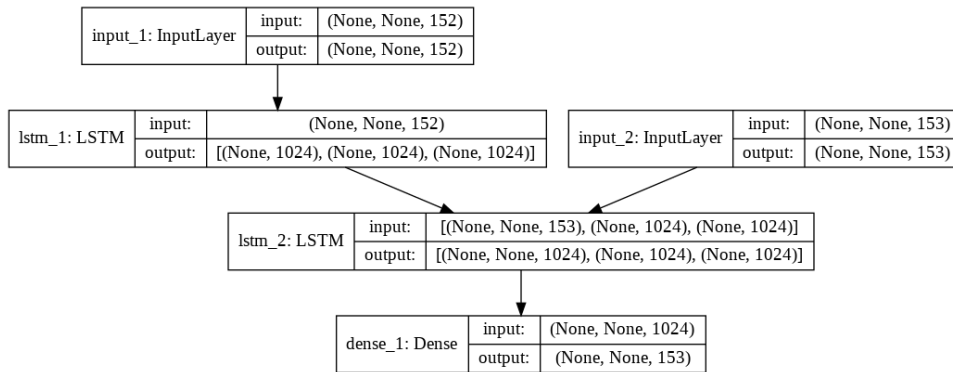 input_1: InputLayer
input: (None, None, 152)
output: (None, None, 152)
lstm_1: LSTM
input: (None, None, 152)
output: [(None, 1024), (None, 1024), (None, 1024)]
input_2: InputLayer
input: (None, None, 153)
output: (None, None, 153)
lstm_2: LSTM
input: [(None, None, 153), (None, 1024), (None, 1024)]
output: [(None, None, 1024), (None, 1024), (None, 1024)]
dense_1: Dense
input: (None, None, 1024)
output: (None, None, 153)